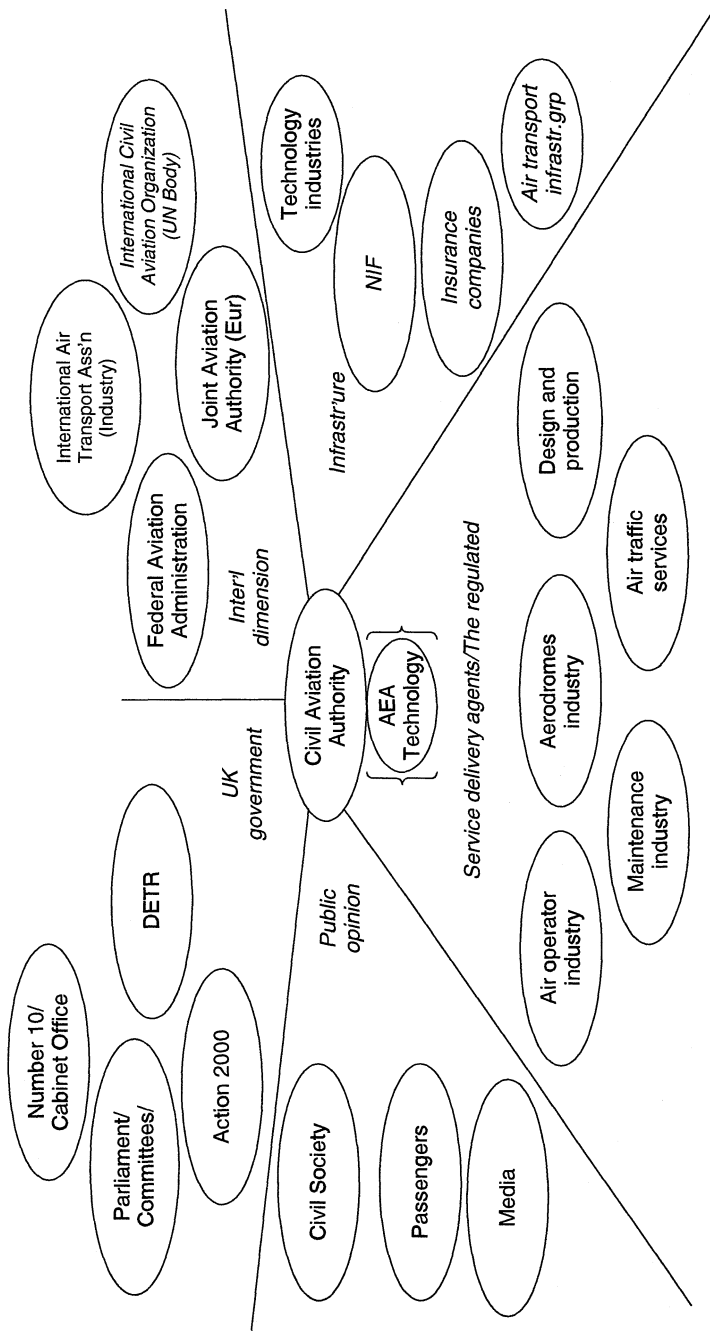 Number 10/
Cabinet Office
Parliament/
Committees/
DETR
Action 2000
UK
government
International Air
Transport Ass'n
(Industry)
International Civil
Aviation Organization
(UN Body)
Federal Aviation
Administration
Joint Aviation
Authority (Eur)
Inter'l
dimension
Civil Society
Passengers
Media
Public
opinion
Civil Aviation
Authority
AEA
Technology
Infrastr'ure
Technology
industries
NIF
Insurance
companies
Air transport
infrastr.grp
Service delivery agents/The regulated
Air operator
industry
Aerodromes
industry
Design and
production
Maintenance
industry
Air traffic
services